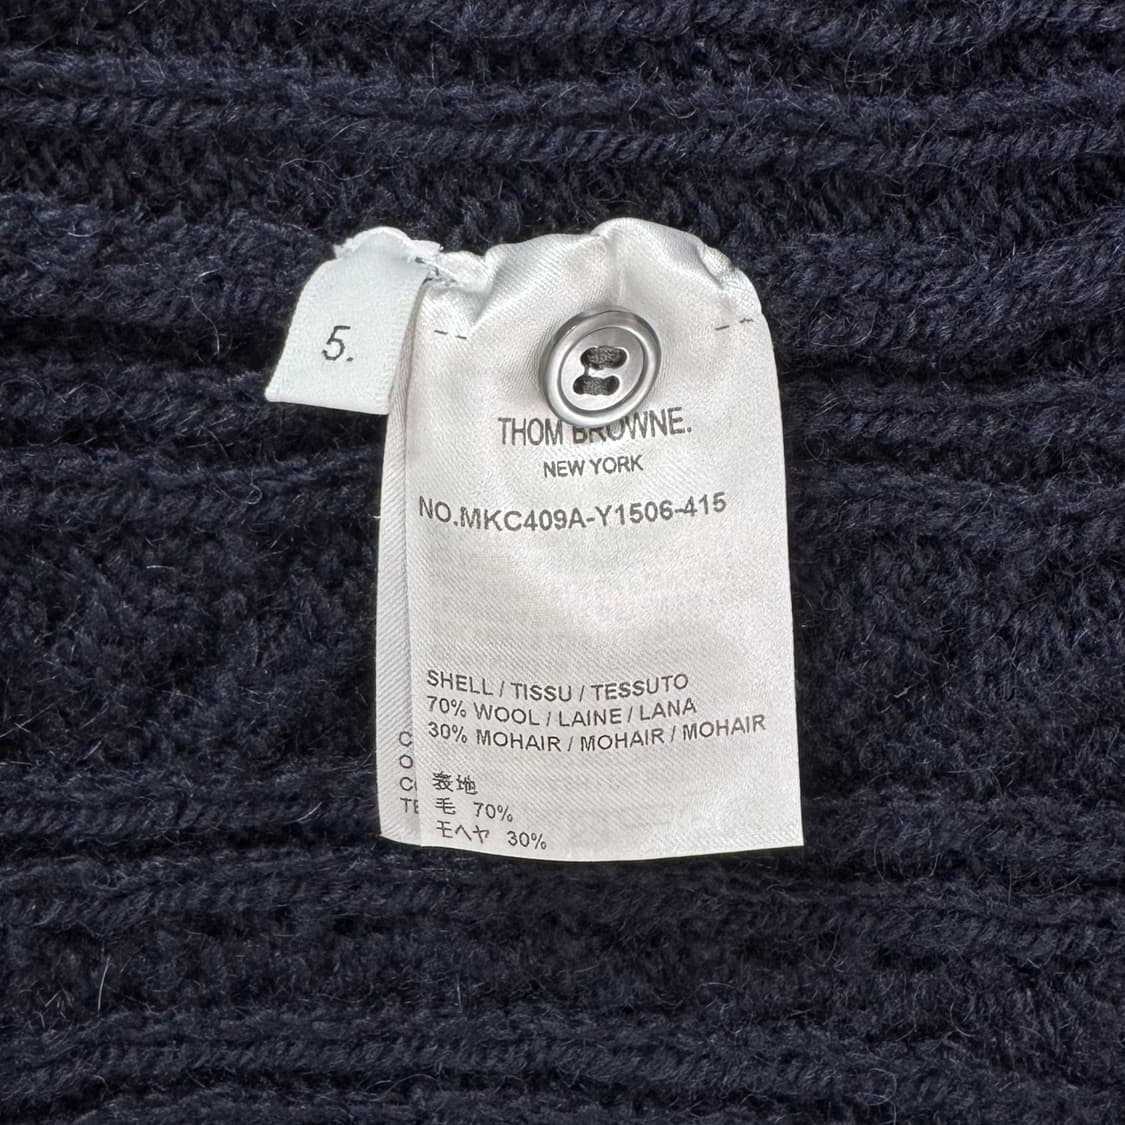 5.
THOM BROWNE.
NEW YORK
NO.MKC409A-Y1506-415
SHELL / TISSU / TESSUTO
70% WOOL / LAINE / LANA
30% MOHAIR / MOHAIR / MOHAIR
表地
毛 70%
モヘヤ 30%